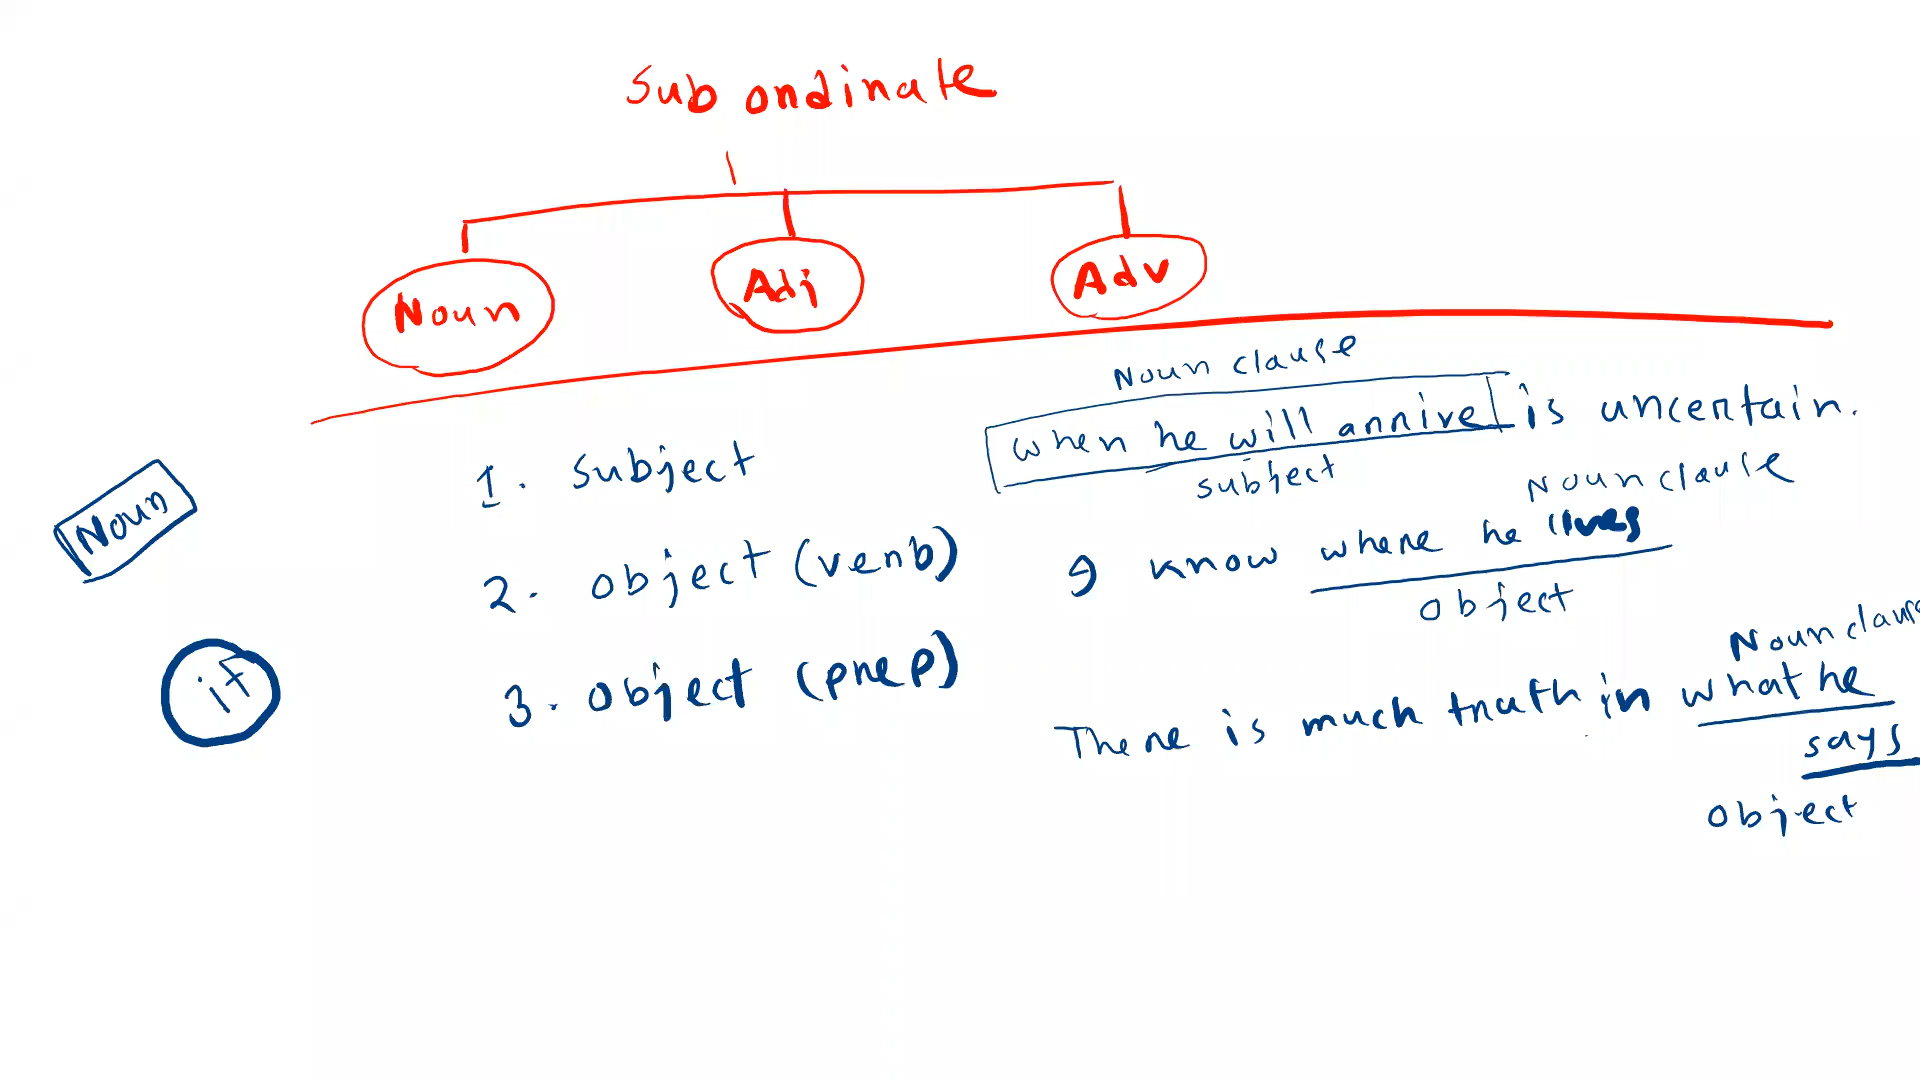 Subordinate
Noun Adj Adv
Noun clause
when he will arrive is uncertain.
subject
Noun
1. subject
Noun clause
2. object (verb)
I know where he lives
object
if
3. object (prep)
Noun clause
There is much truth in what he
says
object